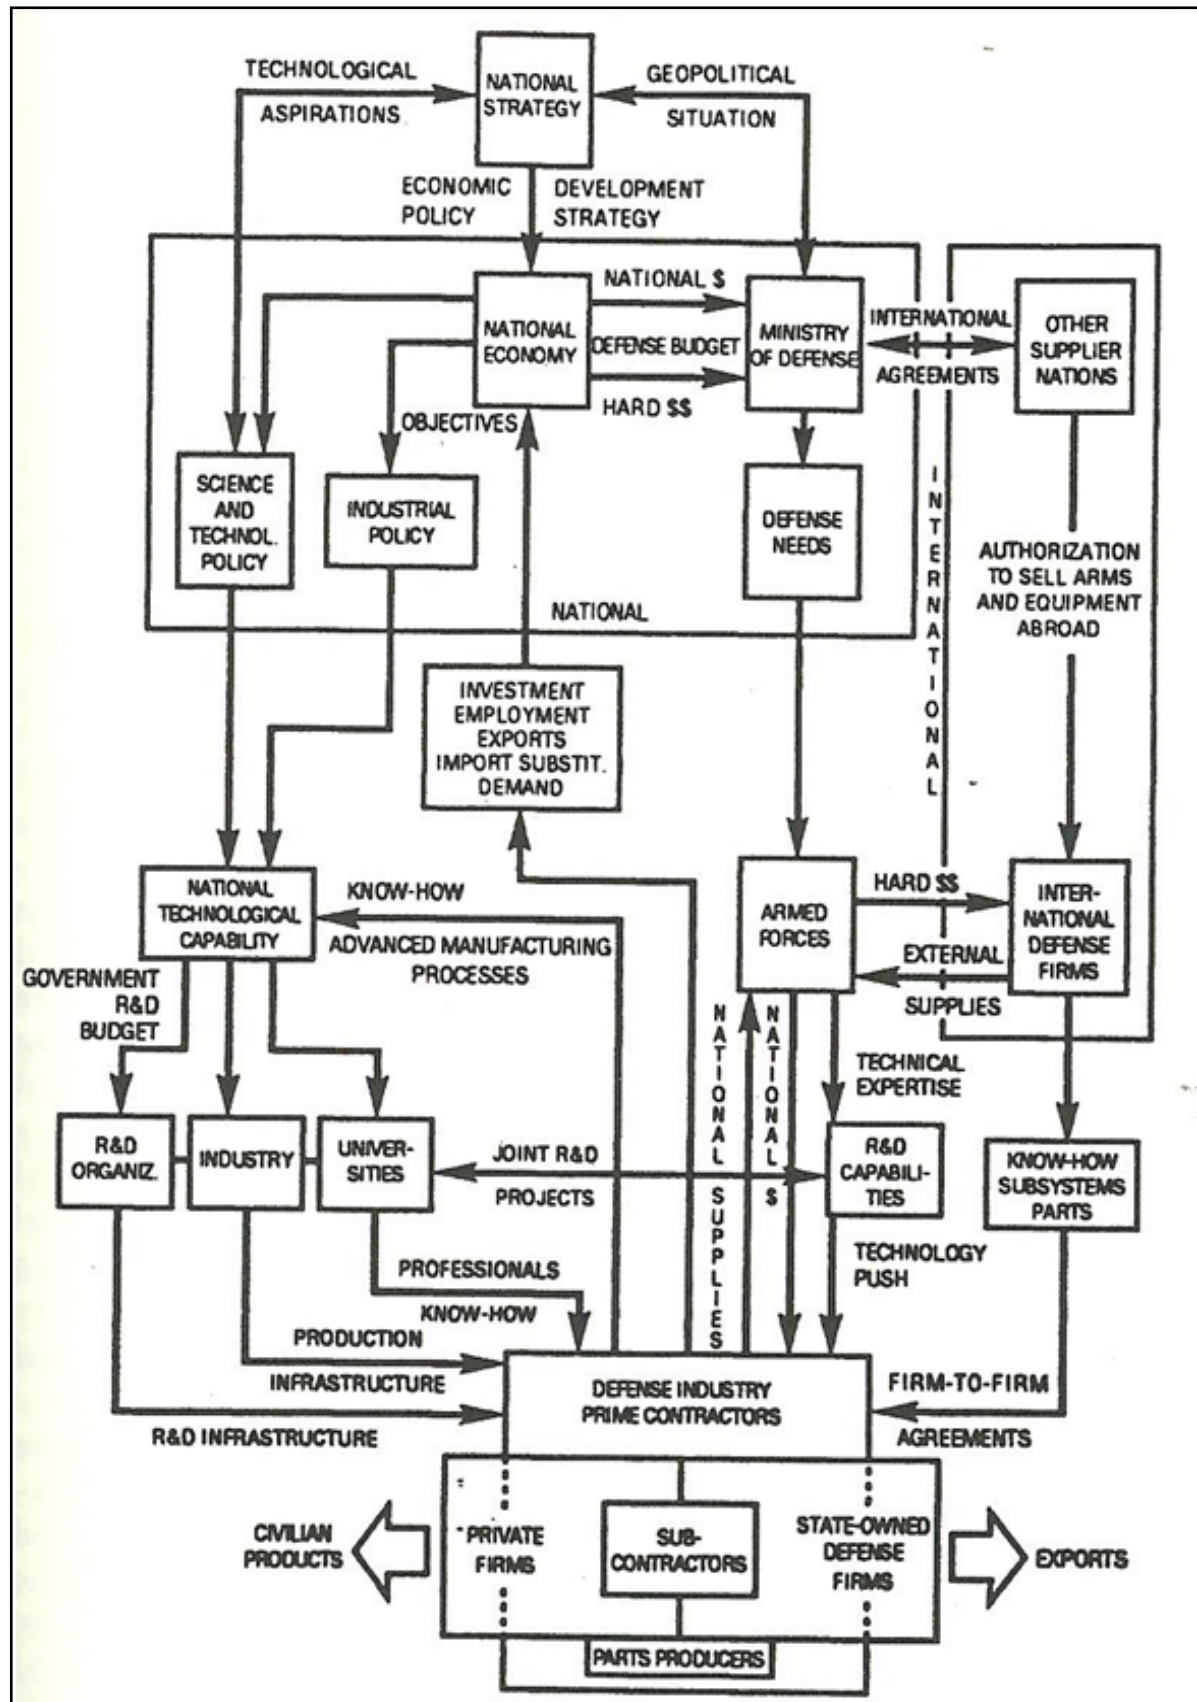 TECHNOLOGICAL
ASPIRATIONS
NATIONAL
STRATEGY
GEOPOLITICAL
SITUATION
ECONOMIC
POLICY
DEVELOPMENT
STRATEGY
NATIONAL $
NATIONAL
ECONOMY
DEFENSE BUDGET
HARD $$
MINISTRY
OF DEFENSE
INTERNATIONAL
AGREEMENTS
OTHER
SUPPLIER
NATIONS
OBJECTIVES
SCIENCE
AND
TECHNOL.
POLICY
INDUSTRIAL
POLICY
DEFENSE
NEEDS
NATIONAL
INTERNATIONAL
AUTHORIZATION
TO SELL ARMS
AND EQUIPMENT
ABROAD
INVESTMENT
EMPLOYMENT
EXPORTS
IMPORT SUBSTIT.
DEMAND
NATIONAL
TECHNOLOGICAL
CAPABILITY
KNOW-HOW
ADVANCED MANUFACTURING
PROCESSES
ARMED
FORCES
HARD $$
EXTERNAL
SUPPLIES
INTER-
NATIONAL
DEFENSE
FIRMS
GOVERNMENT
R&D
BUDGET
NATIONAL SUPPLIES
NATIONAL $
TECHNICAL
EXPERTISE
R&D
ORGANIZ.
INDUSTRY
UNIVER-
SITIES
JOINT R&D
PROJECTS
R&D
CAPABILI-
TIES
KNOW-HOW
SUBSYSTEMS
PARTS
TECHNOLOGY
PUSH
PROFESSIONALS
KNOW-HOW
PRODUCTION
INFRASTRUCTURE
R&D INFRASTRUCTURE
DEFENSE INDUSTRY
PRIME CONTRACTORS
FIRM-TO-FIRM
AGREEMENTS
CIVILIAN
PRODUCTS
PRIVATE
FIRMS
SUB-
CONTRACTORS
STATE-OWNED
DEFENSE
FIRMS
EXPORTS
PARTS PRODUCERS